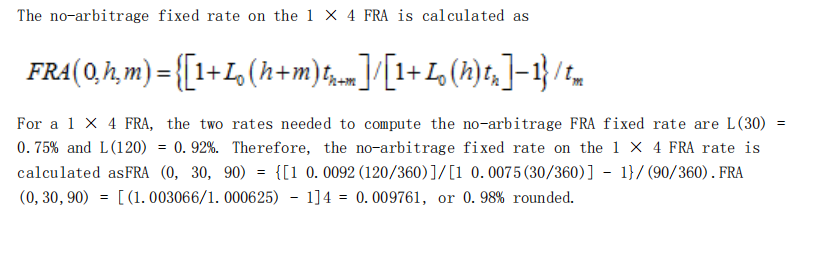 The no-arbitrage fixed rate on the 1 × 4 FRA is calculated as
FRA(0,h,m)={[1+L₀(h+m)tₕ₊ₘ]/[1+L₀(h)tₕ]−1}/tₘ
For a 1 × 4 FRA, the two rates needed to compute the no-arbitrage FRA fixed rate are L(30) =
0.75% and L(120) = 0.92%. Therefore, the no-arbitrage fixed rate on the 1 × 4 FRA rate is
calculated asFRA (0, 30, 90) = {[1 0.0092(120/360)]/[1 0.0075(30/360)] − 1}/(90/360).FRA
(0,30,90) = [(1.003066/1.000625) − 1]4 = 0.009761, or 0.98% rounded.